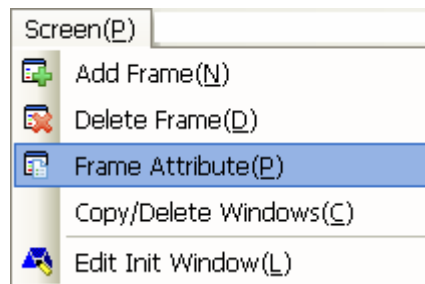 Screen(P)
Add Frame(N)
Delete Frame(D)
Frame Attribute(P)
Copy/Delete Windows(C)
Edit Init Window(L)